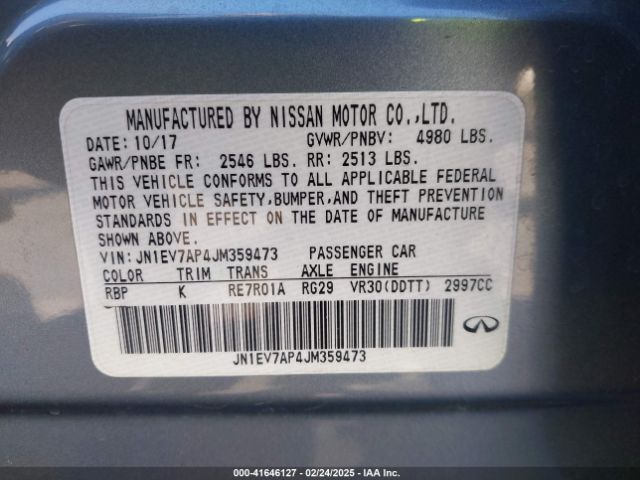 MANUFACTURED BY NISSAN MOTOR CO.,LTD.
DATE: 10/17 GVWR/PNBV: 4980 LBS.
GAWR/PNBE FR: 2546 LBS. RR: 2513 LBS.
THIS VEHICLE CONFORMS TO ALL APPLICABLE FEDERAL
MOTOR VEHICLE SAFETY,BUMPER,AND THEFT PREVENTION
STANDARDS IN EFFECT ON THE DATE OF MANUFACTURE
SHOWN ABOVE.
VIN: JN1EV7AP4JM359473 PASSENGER CAR
COLOR TRIM TRANS AXLE ENGINE
RBP K RE7R01A RG29 VR30(DDTT) 2997CC
JN1EV7AP4JM359473
000-41646127 - 02/24/2025 - IAA, Inc.